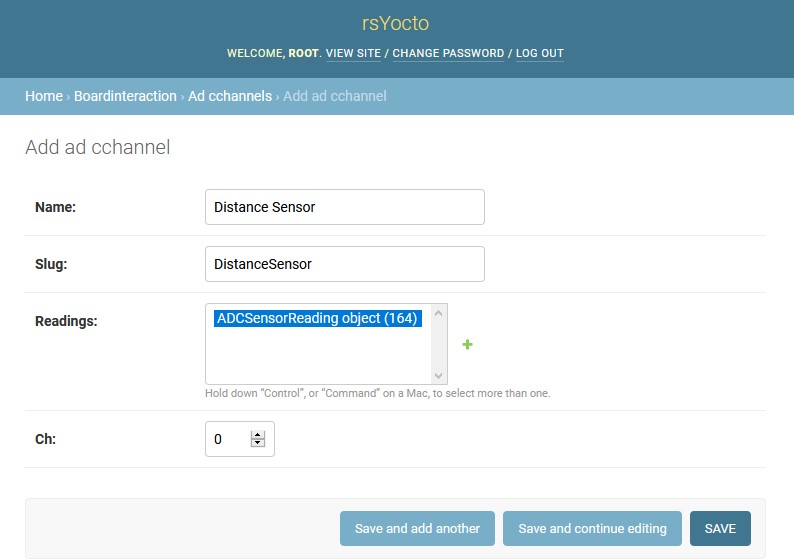 rsYocto
WELCOME, ROOT. VIEW SITE / CHANGE PASSWORD / LOG OUT
Home › Boardinteraction › Ad cchannels › Add ad cchannel
Add ad cchannel
Name: Distance Sensor
Slug: DistanceSensor
Readings: ADCSensorReading object (164)
Hold down "Control", or "Command" on a Mac, to select more than one.
Ch: 0
Save and add another Save and continue editing SAVE